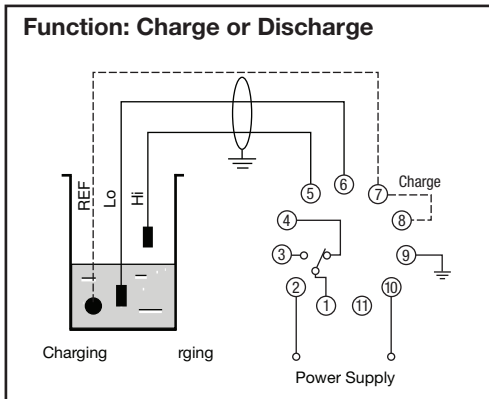 Function: Charge or Discharge
REF
Lo
Hi
5
6
7
Charge
4
8
3
9
2
1
11
10
Charging
rging
Power Supply